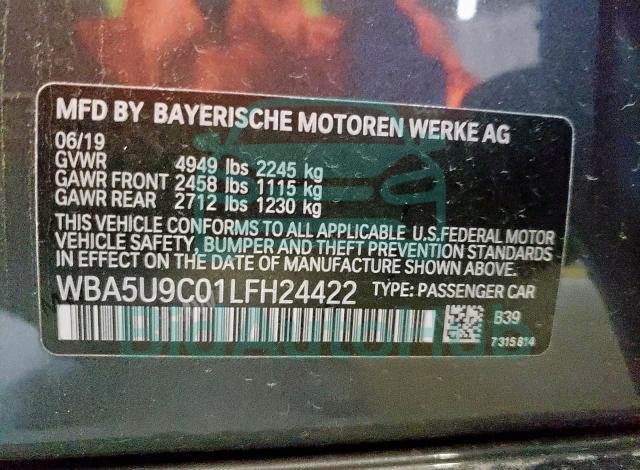 MFD BY BAYERISCHE MOTOREN WERKE AG
06/19
GVWR 4949 lbs 2245 kg
GAWR FRONT 2458 lbs 1115 kg
GAWR REAR 2712 lbs 1230 kg
THIS VEHICLE CONFORMS TO ALL APPLICABLE U.S.FEDERAL MOTOR
VEHICLE SAFETY, BUMPER AND THEFT PREVENTION STANDARDS
IN EFFECT ON THE DATE OF MANUFACTURE SHOWN ABOVE.
WBA5U9C01LFH24422 TYPE: PASSENGER CAR
B39
7315814
BidAutoHub